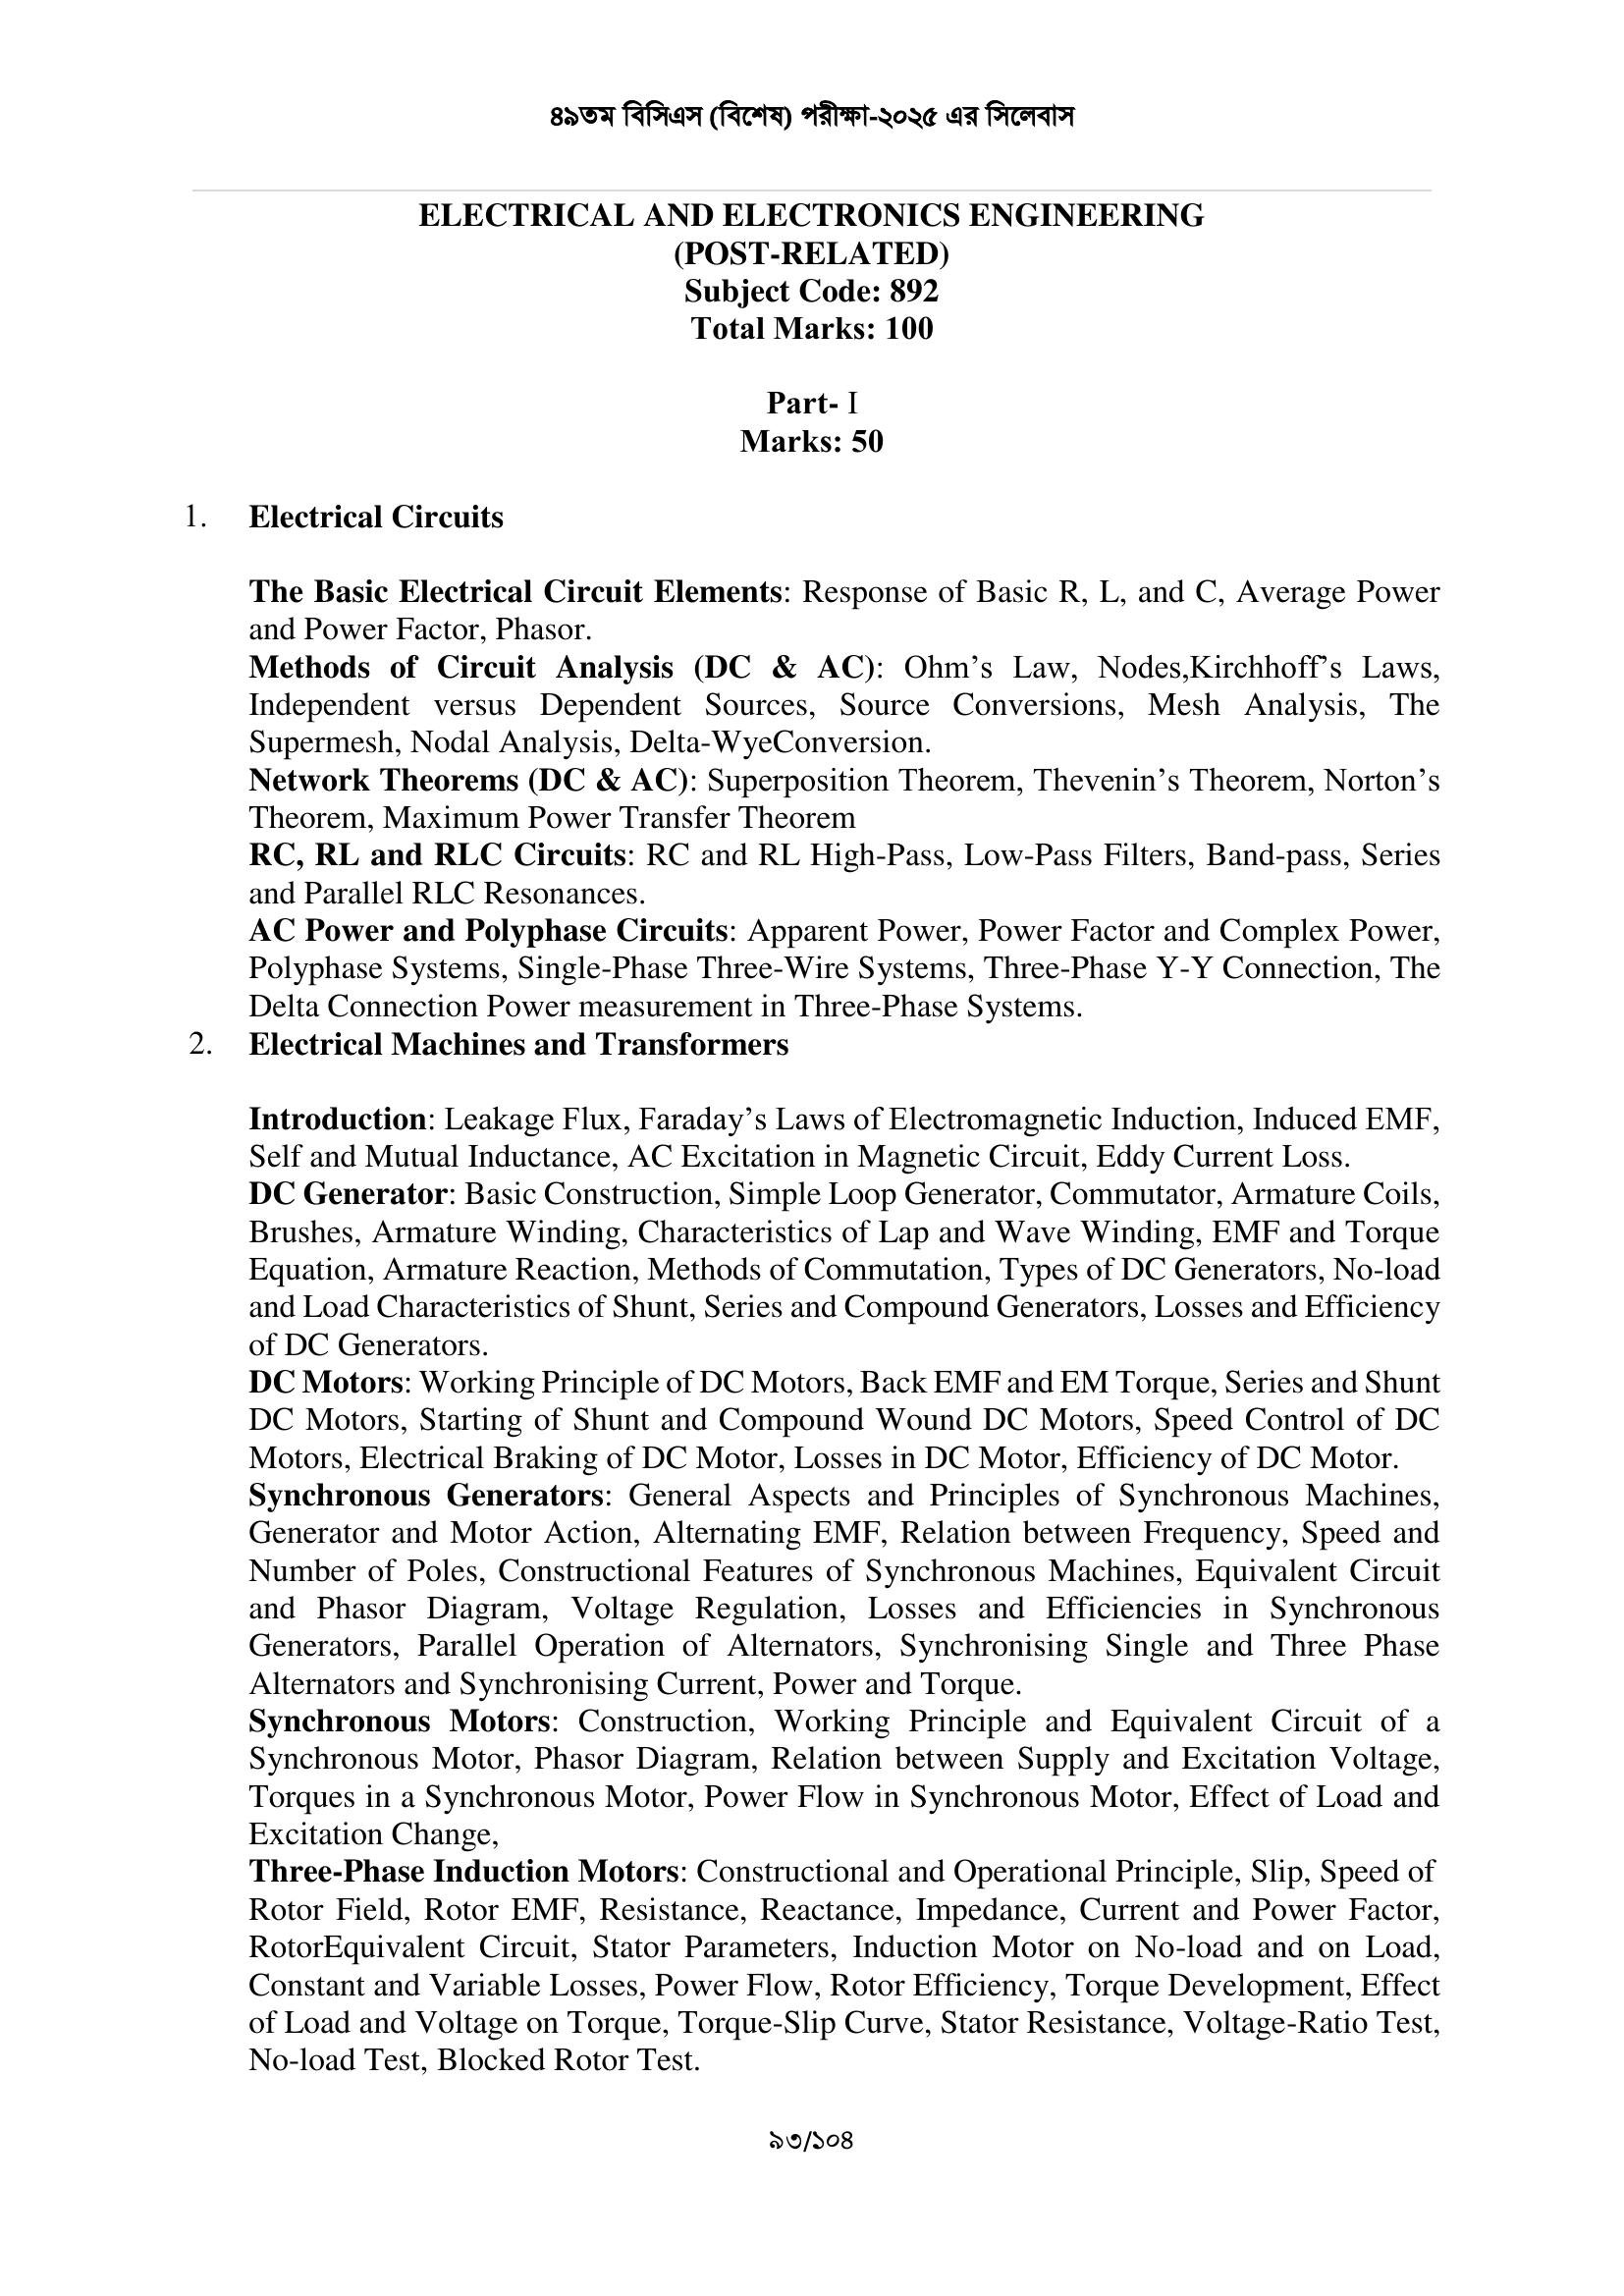 ৪৯তম বিসিএস (বিশেষ) পরীক্ষা-২০২৫ এর সিলেবাস
ELECTRICAL AND ELECTRONICS ENGINEERING
(POST-RELATED)
Subject Code: 892
Total Marks: 100
Part- I
Marks: 50
1. Electrical Circuits
The Basic Electrical Circuit Elements: Response of Basic R, L, and C, Average Power
and Power Factor, Phasor.
Methods of Circuit Analysis (DC & AC): Ohm’s Law, Nodes,Kirchhoff’s Laws,
Independent versus Dependent Sources, Source Conversions, Mesh Analysis, The
Supermesh, Nodal Analysis, Delta-WyeConversion.
Network Theorems (DC & AC): Superposition Theorem, Thevenin’s Theorem, Norton’s
Theorem, Maximum Power Transfer Theorem
RC, RL and RLC Circuits: RC and RL High-Pass, Low-Pass Filters, Band-pass, Series
and Parallel RLC Resonances.
AC Power and Polyphase Circuits: Apparent Power, Power Factor and Complex Power,
Polyphase Systems, Single-Phase Three-Wire Systems, Three-Phase Y-Y Connection, The
Delta Connection Power measurement in Three-Phase Systems.
2. Electrical Machines and Transformers
Introduction: Leakage Flux, Faraday’s Laws of Electromagnetic Induction, Induced EMF,
Self and Mutual Inductance, AC Excitation in Magnetic Circuit, Eddy Current Loss.
DC Generator: Basic Construction, Simple Loop Generator, Commutator, Armature Coils,
Brushes, Armature Winding, Characteristics of Lap and Wave Winding, EMF and Torque
Equation, Armature Reaction, Methods of Commutation, Types of DC Generators, No-load
and Load Characteristics of Shunt, Series and Compound Generators, Losses and Efficiency
of DC Generators.
DC Motors: Working Principle of DC Motors, Back EMF and EM Torque, Series and Shunt
DC Motors, Starting of Shunt and Compound Wound DC Motors, Speed Control of DC
Motors, Electrical Braking of DC Motor, Losses in DC Motor, Efficiency of DC Motor.
Synchronous Generators: General Aspects and Principles of Synchronous Machines,
Generator and Motor Action, Alternating EMF, Relation between Frequency, Speed and
Number of Poles, Constructional Features of Synchronous Machines, Equivalent Circuit
and Phasor Diagram, Voltage Regulation, Losses and Efficiencies in Synchronous
Generators, Parallel Operation of Alternators, Synchronising Single and Three Phase
Alternators and Synchronising Current, Power and Torque.
Synchronous Motors: Construction, Working Principle and Equivalent Circuit of a
Synchronous Motor, Phasor Diagram, Relation between Supply and Excitation Voltage,
Torques in a Synchronous Motor, Power Flow in Synchronous Motor, Effect of Load and
Excitation Change,
Three-Phase Induction Motors: Constructional and Operational Principle, Slip, Speed of
Rotor Field, Rotor EMF, Resistance, Reactance, Impedance, Current and Power Factor,
RotorEquivalent Circuit, Stator Parameters, Induction Motor on No-load and on Load,
Constant and Variable Losses, Power Flow, Rotor Efficiency, Torque Development, Effect
of Load and Voltage on Torque, Torque-Slip Curve, Stator Resistance, Voltage-Ratio Test,
No-load Test, Blocked Rotor Test.
৯৩/১০৪